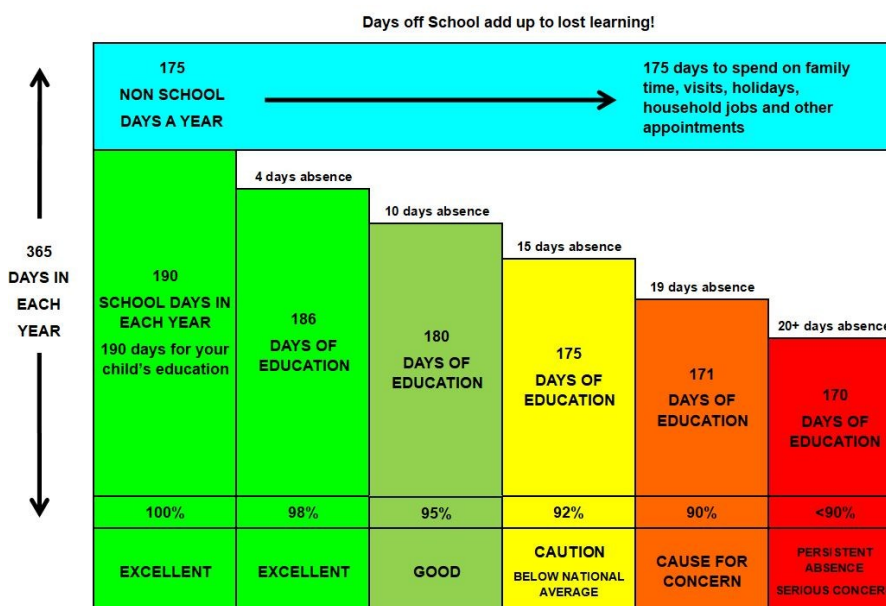 Days off School add up to lost learning!
175
NON SCHOOL
DAYS A YEAR
175 days to spend on family
time, visits, holidays,
household jobs and other
appointments
365
DAYS IN
EACH
YEAR
190
SCHOOL DAYS IN
EACH YEAR
190 days for your
child's education
4 days absence
186
DAYS OF
EDUCATION
10 days absence
180
DAYS OF
EDUCATION
15 days absence
175
DAYS OF
EDUCATION
19 days absence
171
DAYS OF
EDUCATION
20+ days absence
170
DAYS OF
EDUCATION
100%
98%
95%
92%
90%
<90%
EXCELLENT
EXCELLENT
GOOD
CAUTION
BELOW NATIONAL
AVERAGE
CAUSE FOR
CONCERN
PERSISTENT
ABSENCE
SERIOUS CONCERN